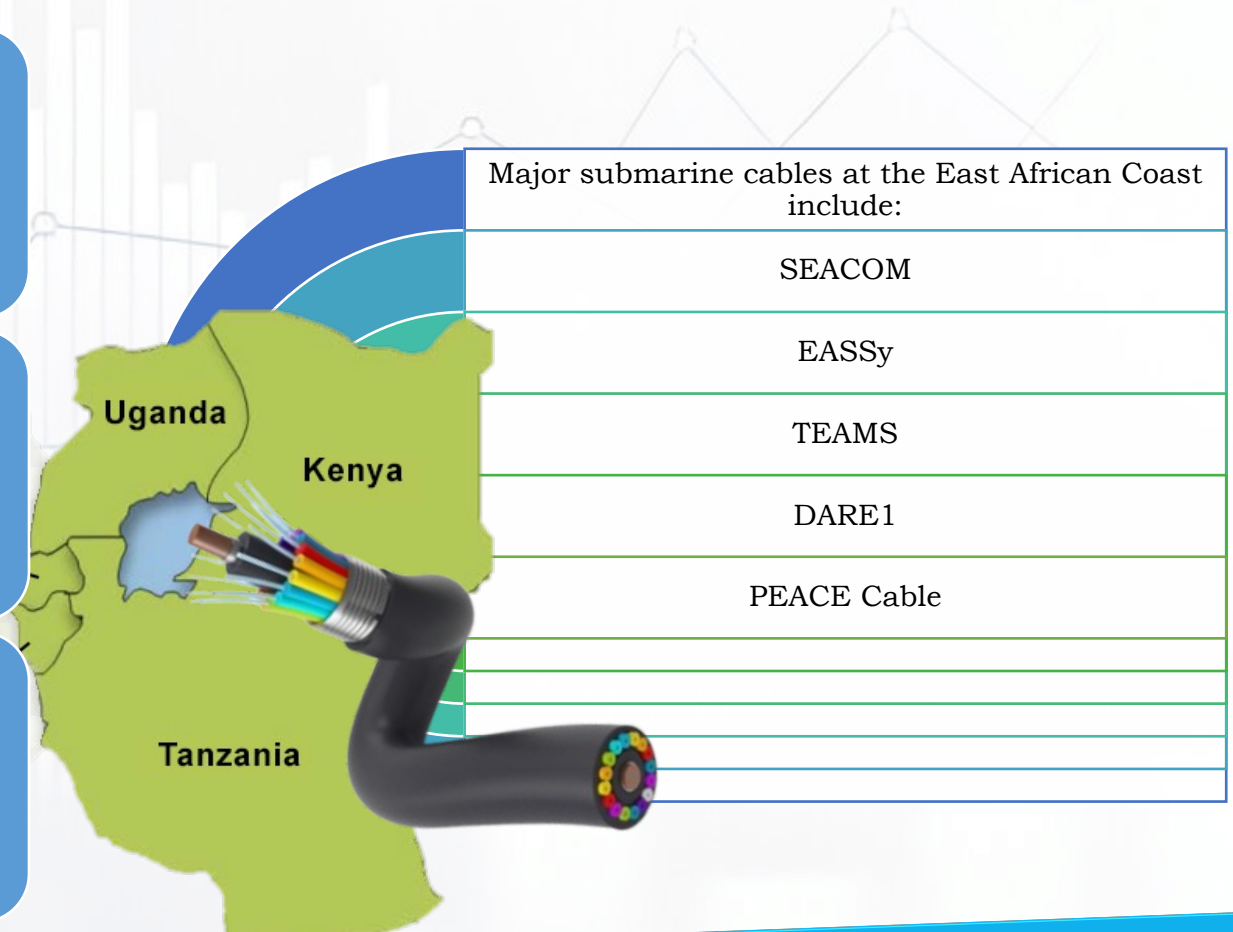 Major submarine cables at the East African Coast
include:
SEACOM
EASSy
TEAMS
DARE1
PEACE Cable
Uganda
Kenya
Tanzania